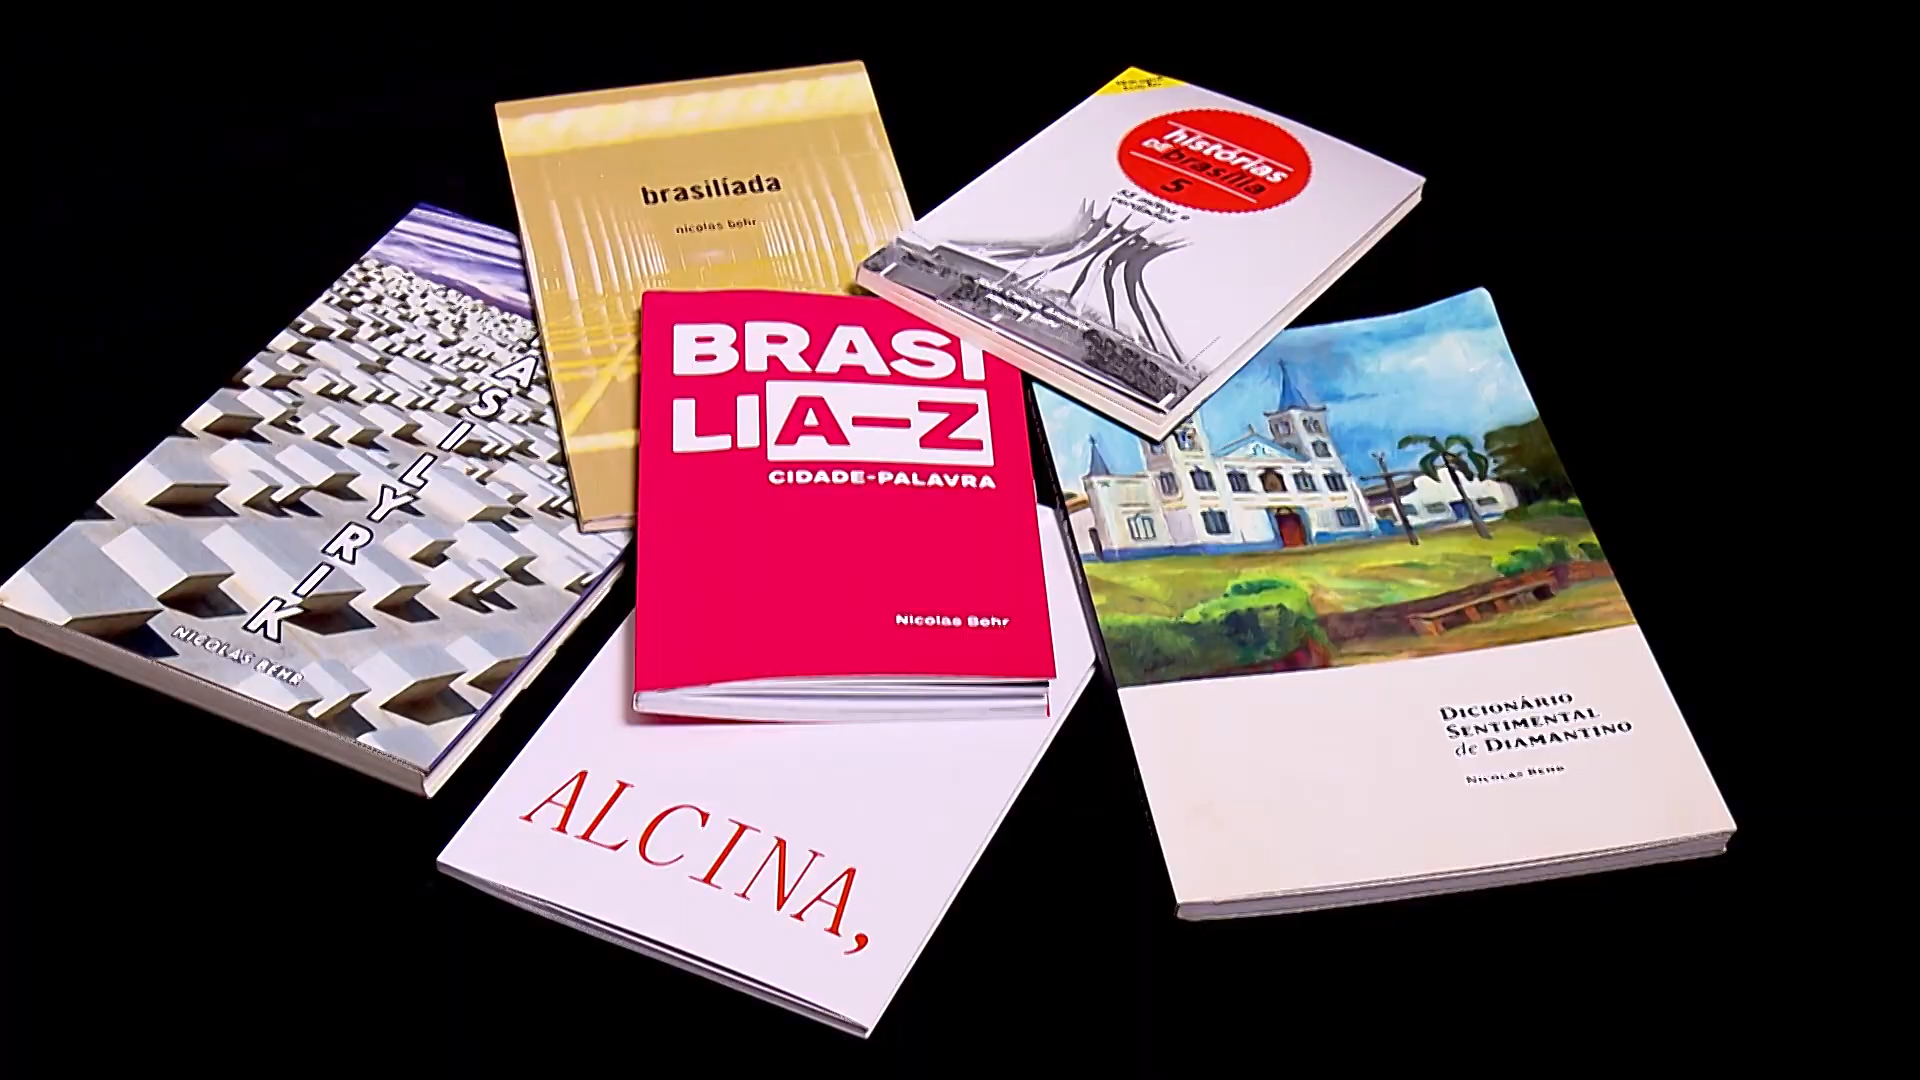 brasilíada
nicolas behr
histórias
DE brasília
5
ASILYRIK
NICOLAS BEHR
BRASI
LIA—Z
CIDADE-PALAVRA
Nicolas Behr
DICIONÁRIO
SENTIMENTAL
de DIAMANTINO
NICOLAS BEHR
ALCINA,